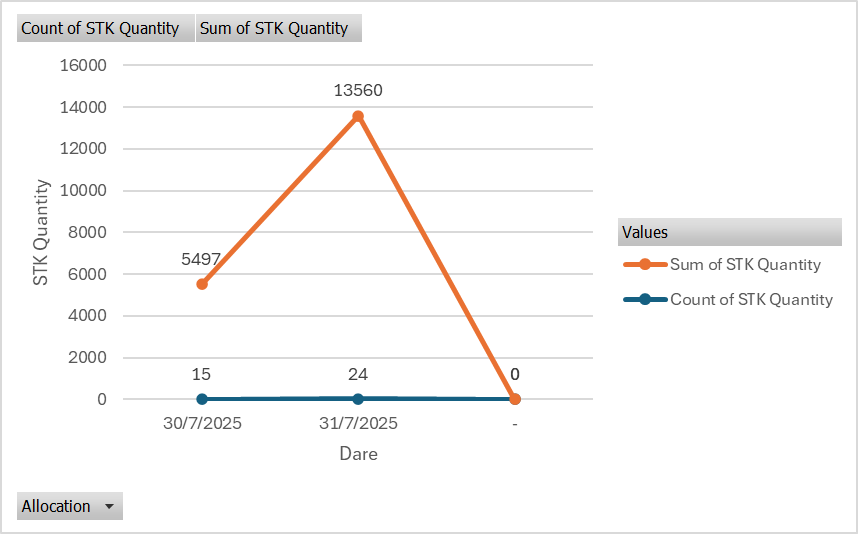 Count of STK Quantity Sum of STK Quantity
16000
14000
12000
10000
8000
6000
4000
2000
0
STK Quantity
5497
13560
15
24
0
30/7/2025 31/7/2025 -
Dare
Values
Sum of STK Quantity
Count of STK Quantity
Allocation